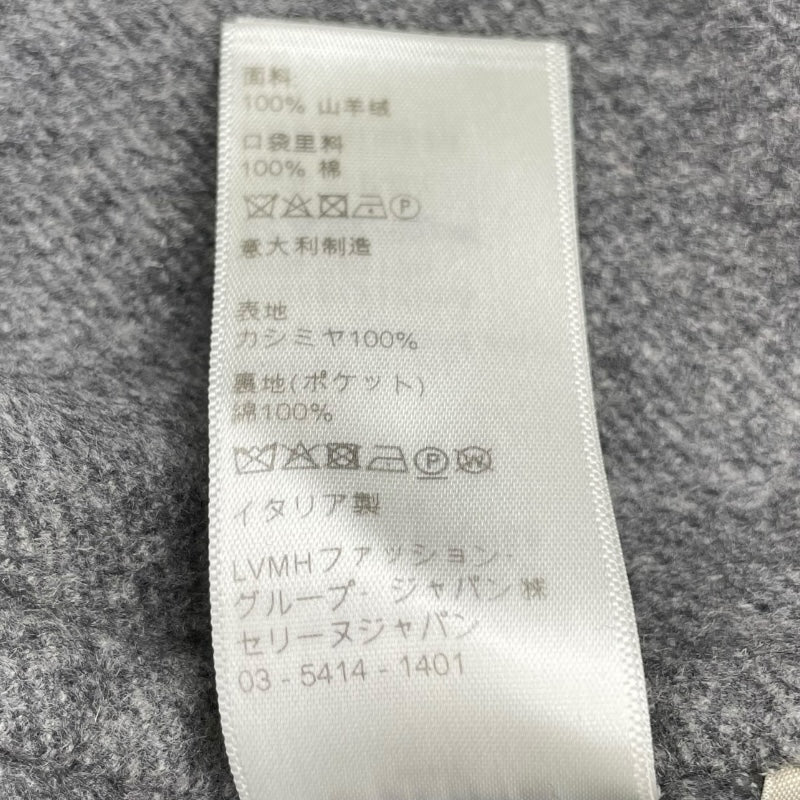 面料
100% 山羊绒
口袋里料
100% 棉
P
意大利制造
表地
カシミヤ100%
裏地(ポケット)
綿100%
P W
イタリア製
LVMHファッション・
グループ・ジャパン㈱
セリーヌジャパン
03 - 5414 - 1401